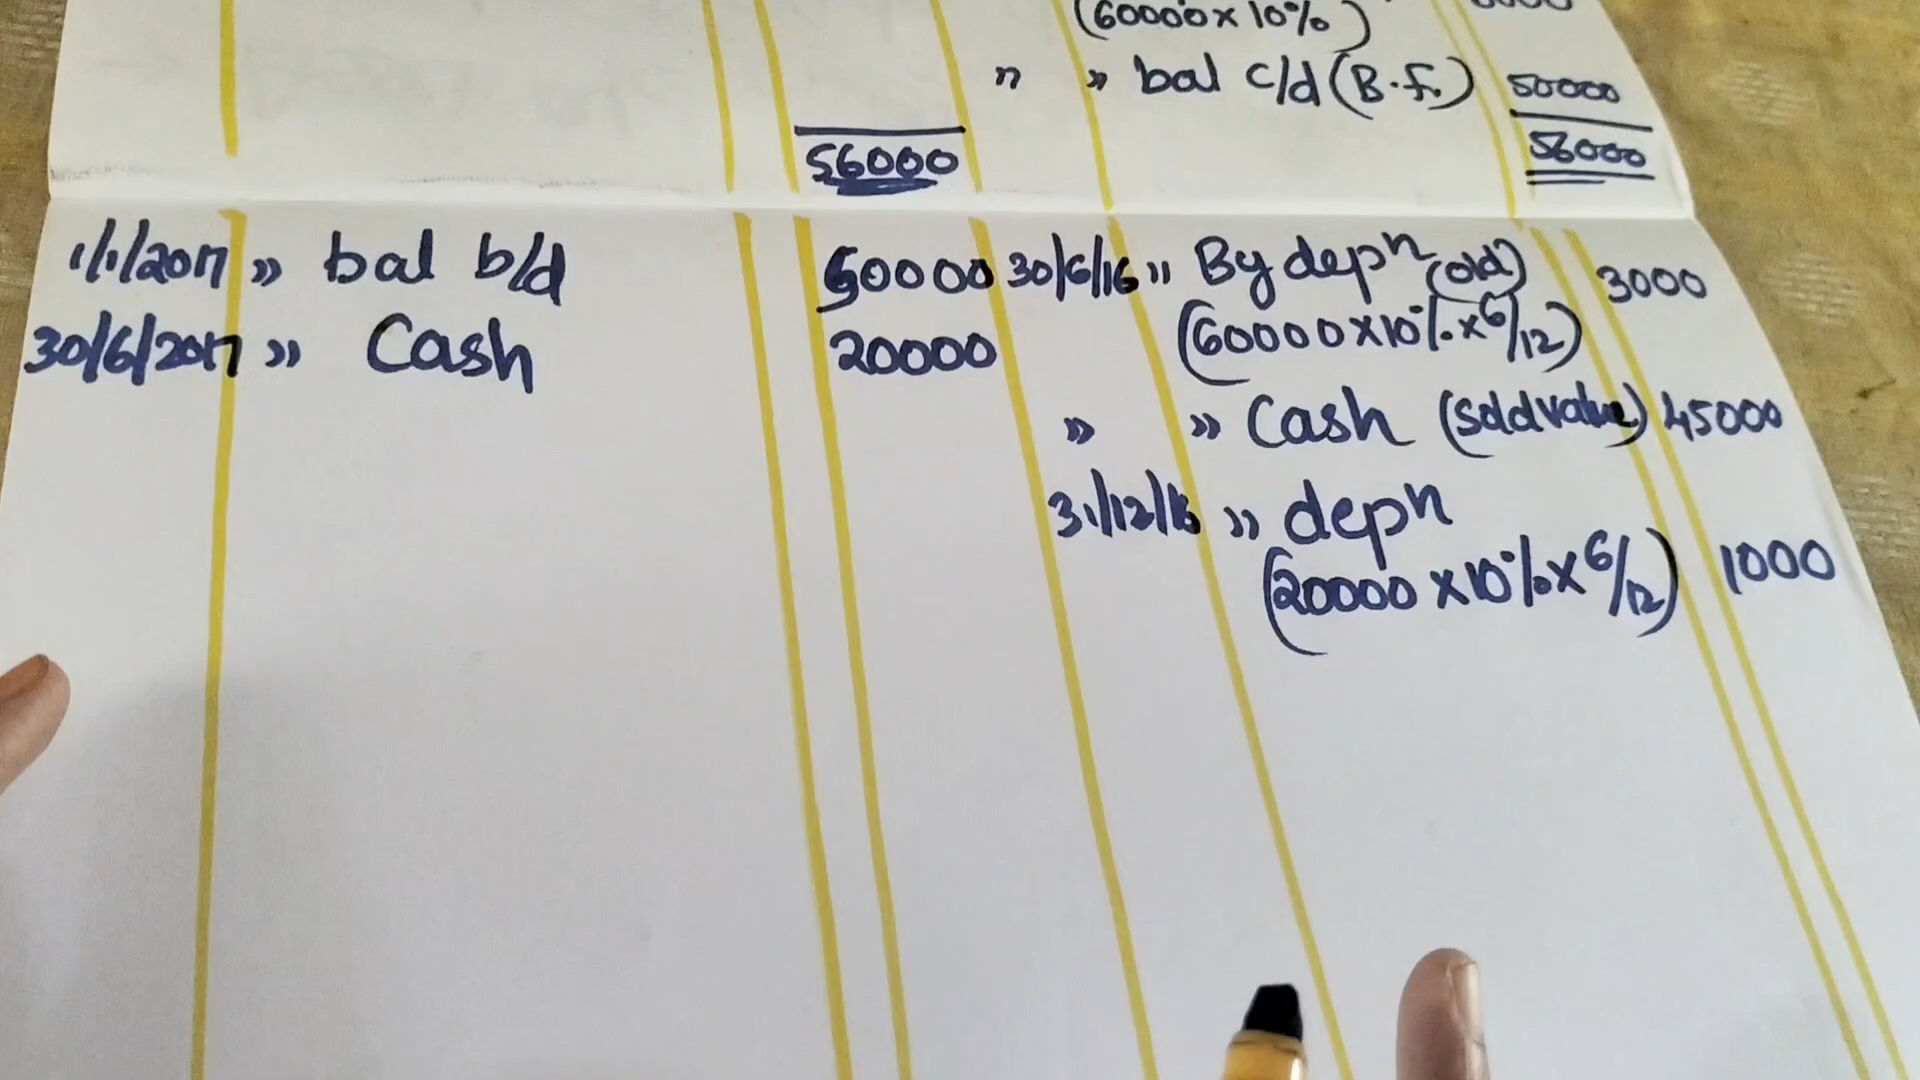 (60000 x 10%)
" » bal c/d (B.f.) 50000
56000 56000
1/1/2017 » bal b/d 50000 30/6/16 » By depn (old) 3000
(60000 x 10% x 6/12)
30/6/2017 » Cash 20000
» » Cash (sold value) 45000
31/12/16 » depn
(20000 x 10% x 6/12) 1000